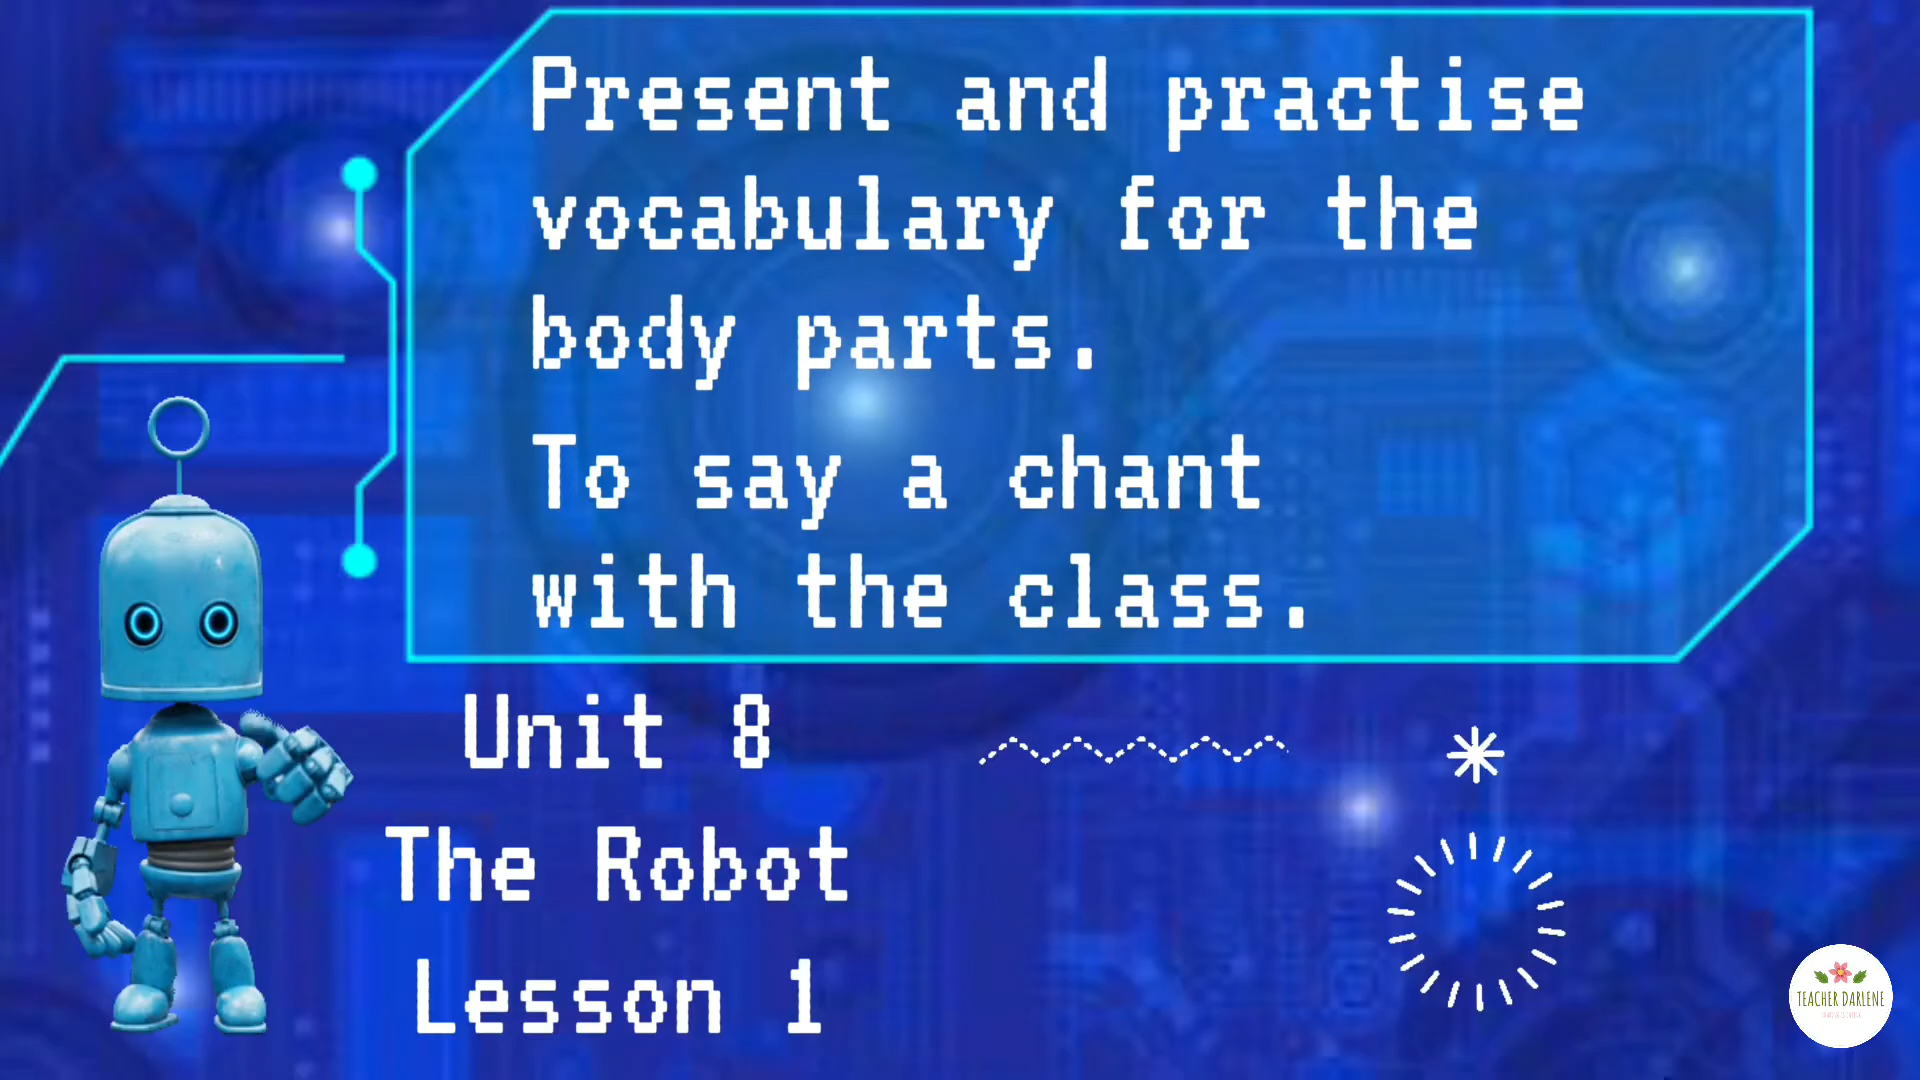 Present and practise
vocabulary for the
body parts.
To say a chant
with the class.
Unit 8
The Robot
Lesson 1
TEACHER DARLENE